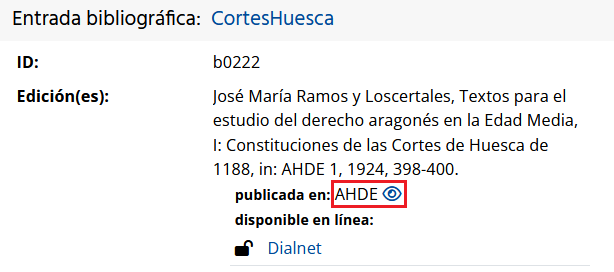 Entrada bibliográfica: CortesHuesca
ID: b0222
Edición(es): José María Ramos y Loscertales, Textos para el
estudio del derecho aragonés en la Edad Media,
I: Constituciones de las Cortes de Huesca de
1188, in: AHDE 1, 1924, 398-400.
publicada en: AHDE
disponible en línea:
Dialnet